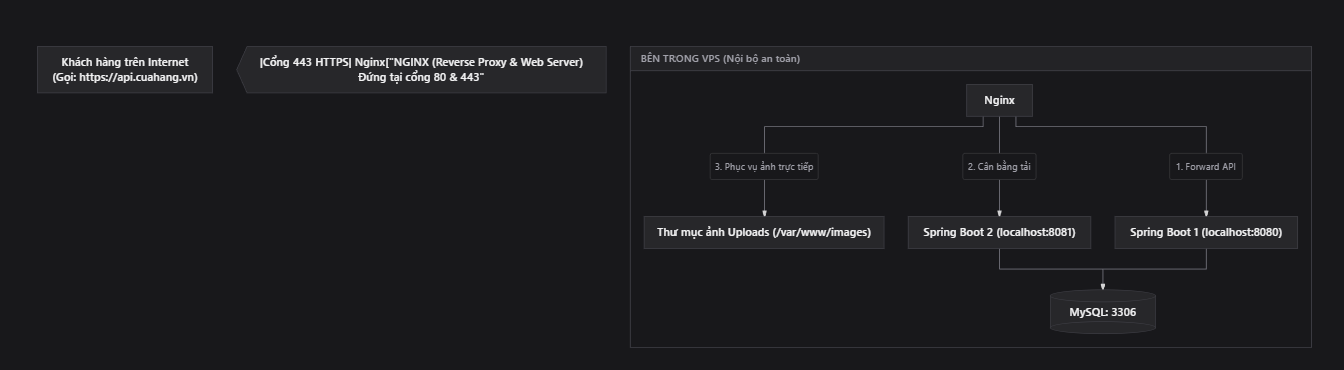 Khách hàng trên Internet
(Gọi: https://api.cuahang.vn)
|Cổng 443 HTTPS| Nginx["NGINX (Reverse Proxy & Web Server)
Đứng tại cổng 80 & 443"
BÊN TRONG VPS (Nội bộ an toàn)
Nginx
3. Phục vụ ảnh trực tiếp
2. Cân bằng tải
1. Forward API
Thư mục ảnh Uploads (/var/www/images)
Spring Boot 2 (localhost:8081)
Spring Boot 1 (localhost:8080)
MySQL: 3306